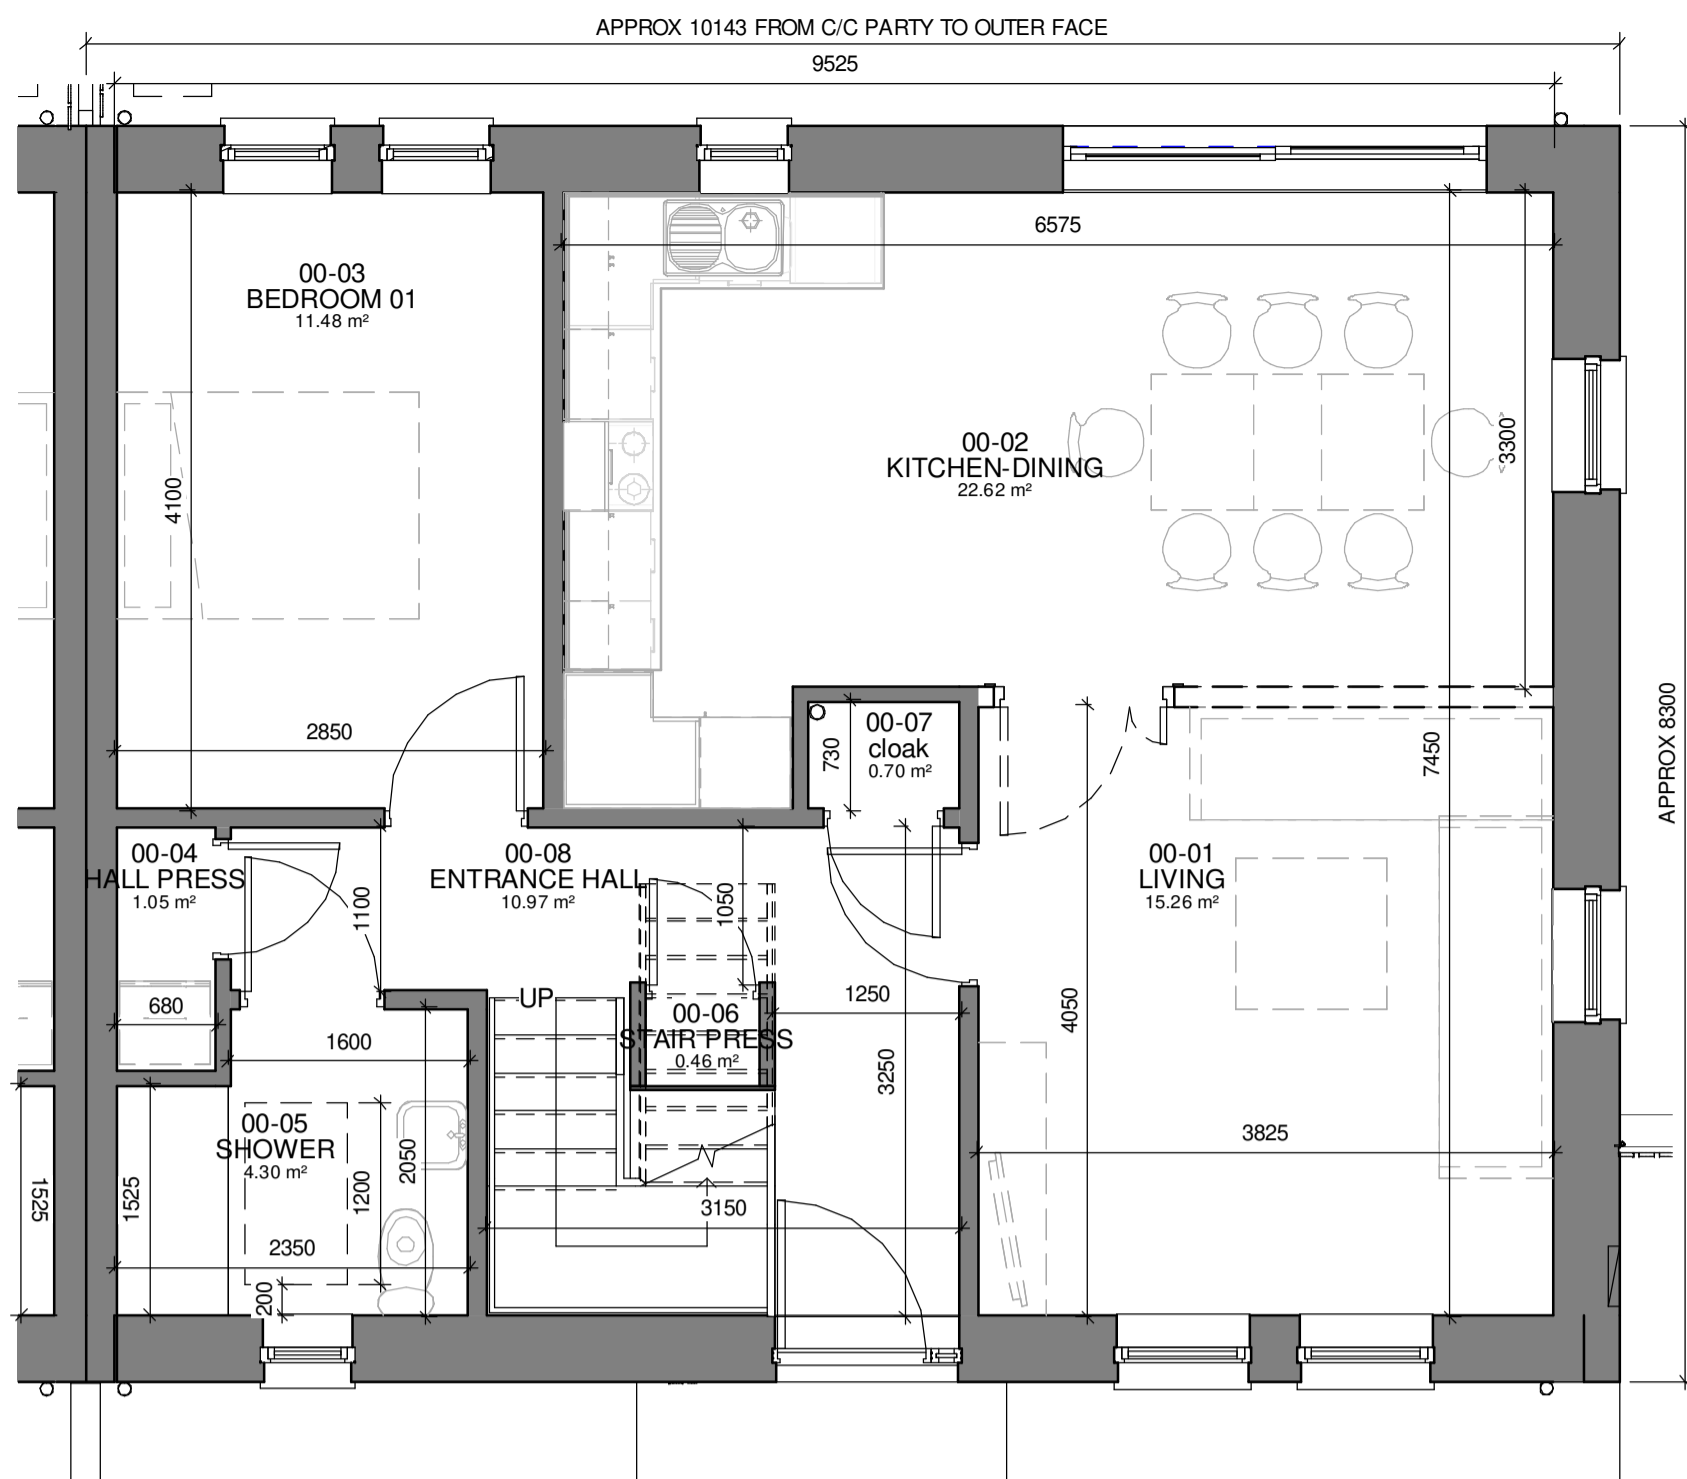 APPROX 10143 FROM C/C PARTY TO OUTER FACE
9525
6575
00-03
BEDROOM 01
11.48 m²
4100
2850
00-02
KITCHEN-DINING
22.62 m²
3300
APPROX 8300
7450
00-07
cloak
0.70 m²
730
00-04
HALL PRESS
1.05 m²
00-08
ENTRANCE HALL
10.97 m²
1100
1050
00-01
LIVING
15.26 m²
680
UP
00-06
STAIR PRESS
0.46 m²
1250
4050
1600
3250
00-05
SHOWER
4.30 m²
2050
1200
1525
1525
3825
3150
2350
200